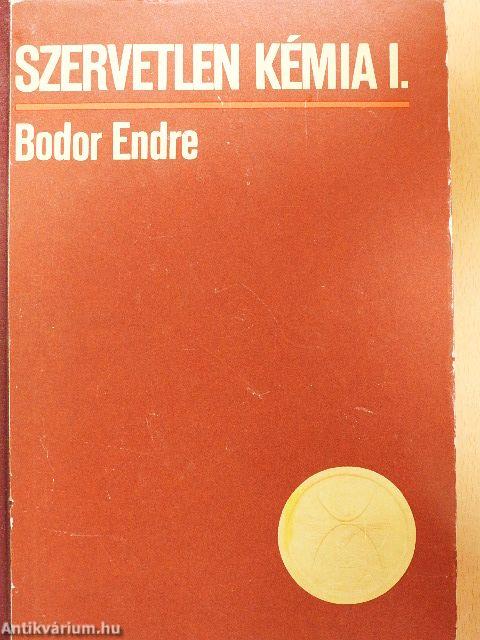 SZERVETLEN KÉMIA I.
Bodor Endre
Antikvárium.hu